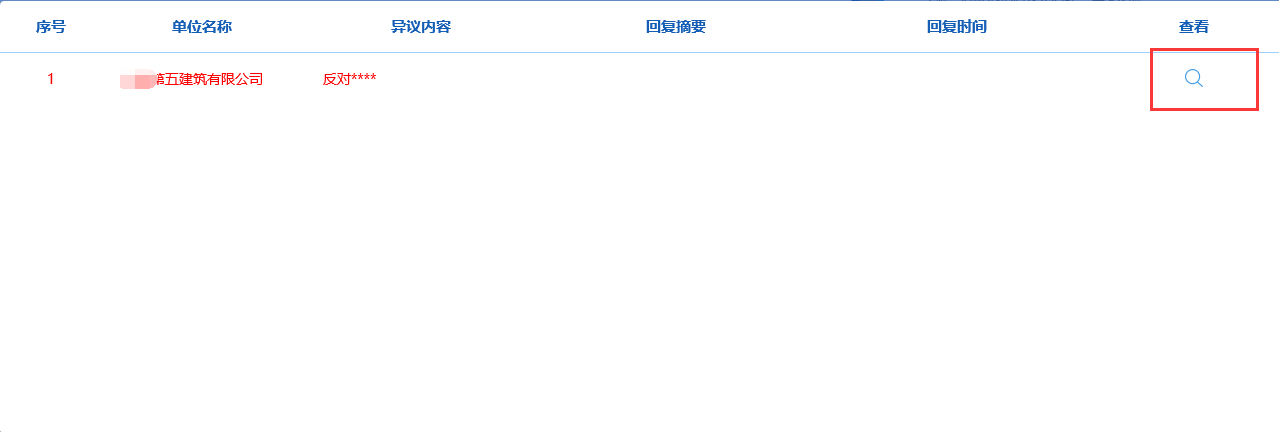 序号 单位名称 异议内容 回复摘要 回复时间 查看
1 第五建筑有限公司 反对****